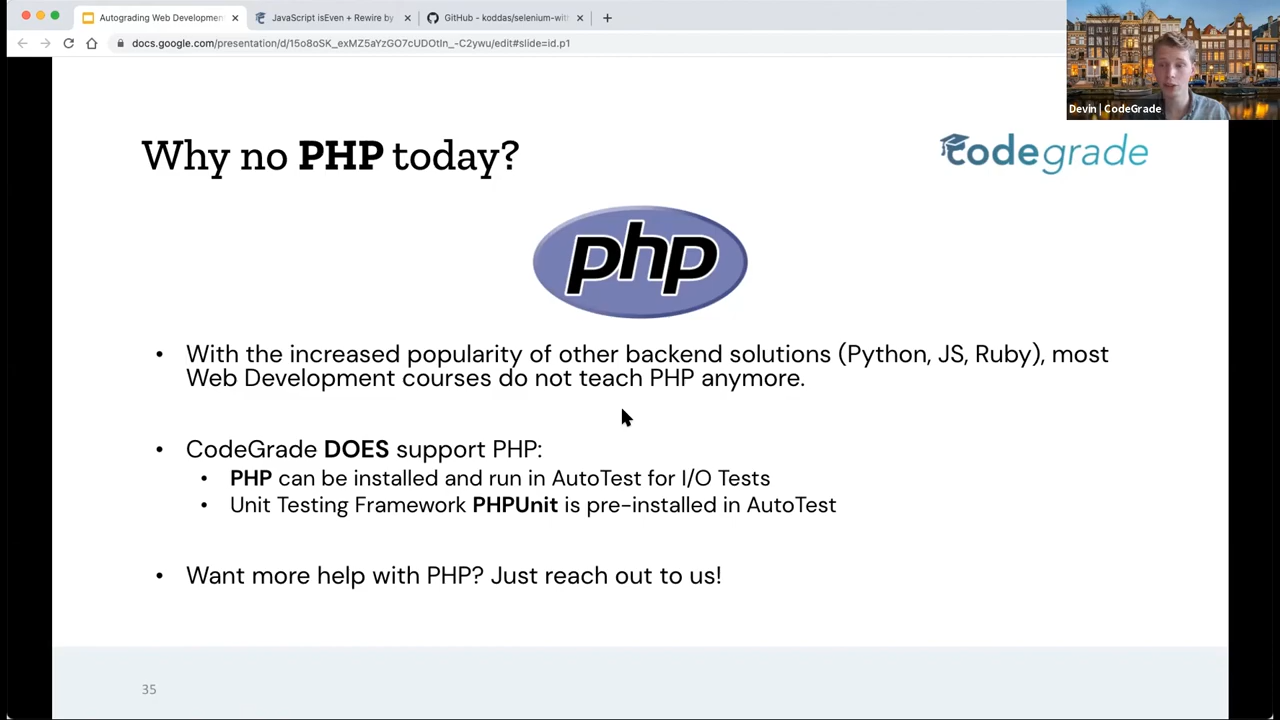 Autograding Web Developmen
JavaScript isEven + Rewire by
GitHub - koddas/selenium-with
docs.google.com/presentation/d/15o8oSK_exMZ5aYzGO7cUDOtIn_-C2ywu/edit#slide=id.p1
Devin | CodeGrade
Why no PHP today?
codegrade
php
• With the increased popularity of other backend solutions (Python, JS, Ruby), most
Web Development courses do not teach PHP anymore.
• CodeGrade DOES support PHP:
• PHP can be installed and run in AutoTest for I/O Tests
• Unit Testing Framework PHPUnit is pre-installed in AutoTest
• Want more help with PHP? Just reach out to us!
35